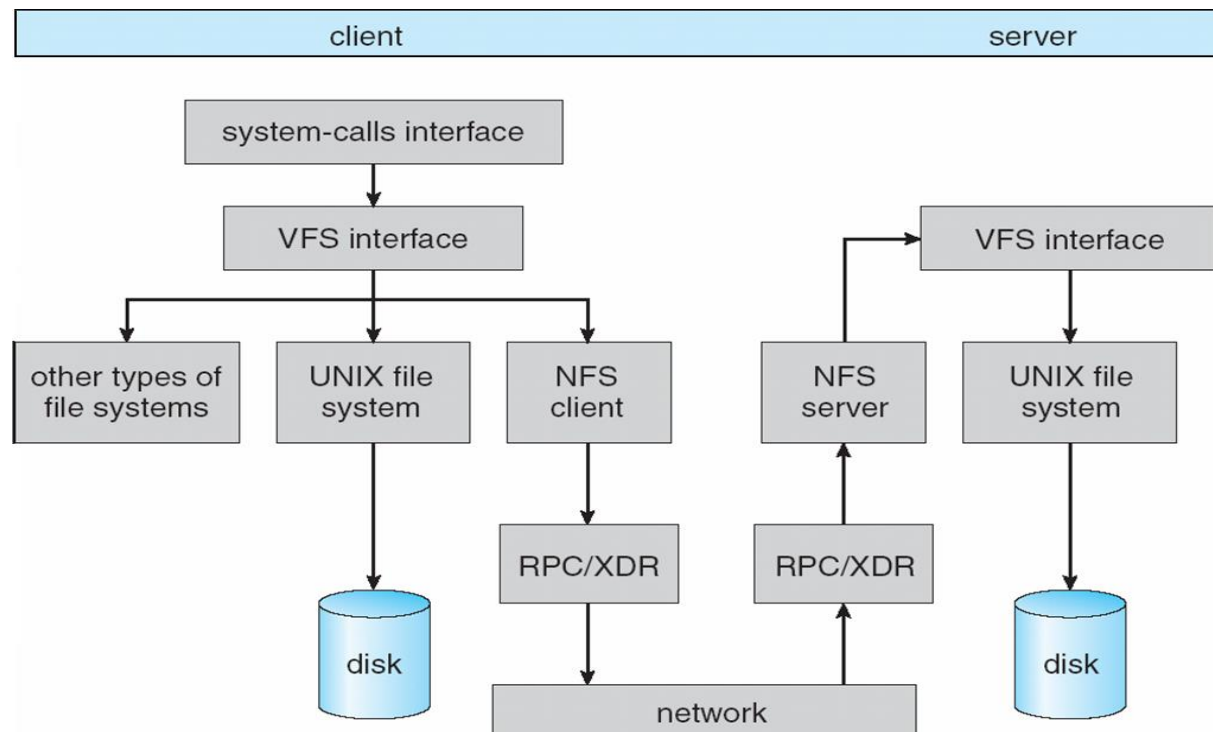 client
server
system-calls interface
VFS interface
VFS interface
other types of
file systems
UNIX file
system
NFS
client
NFS
server
UNIX file
system
RPC/XDR
RPC/XDR
disk
disk
network